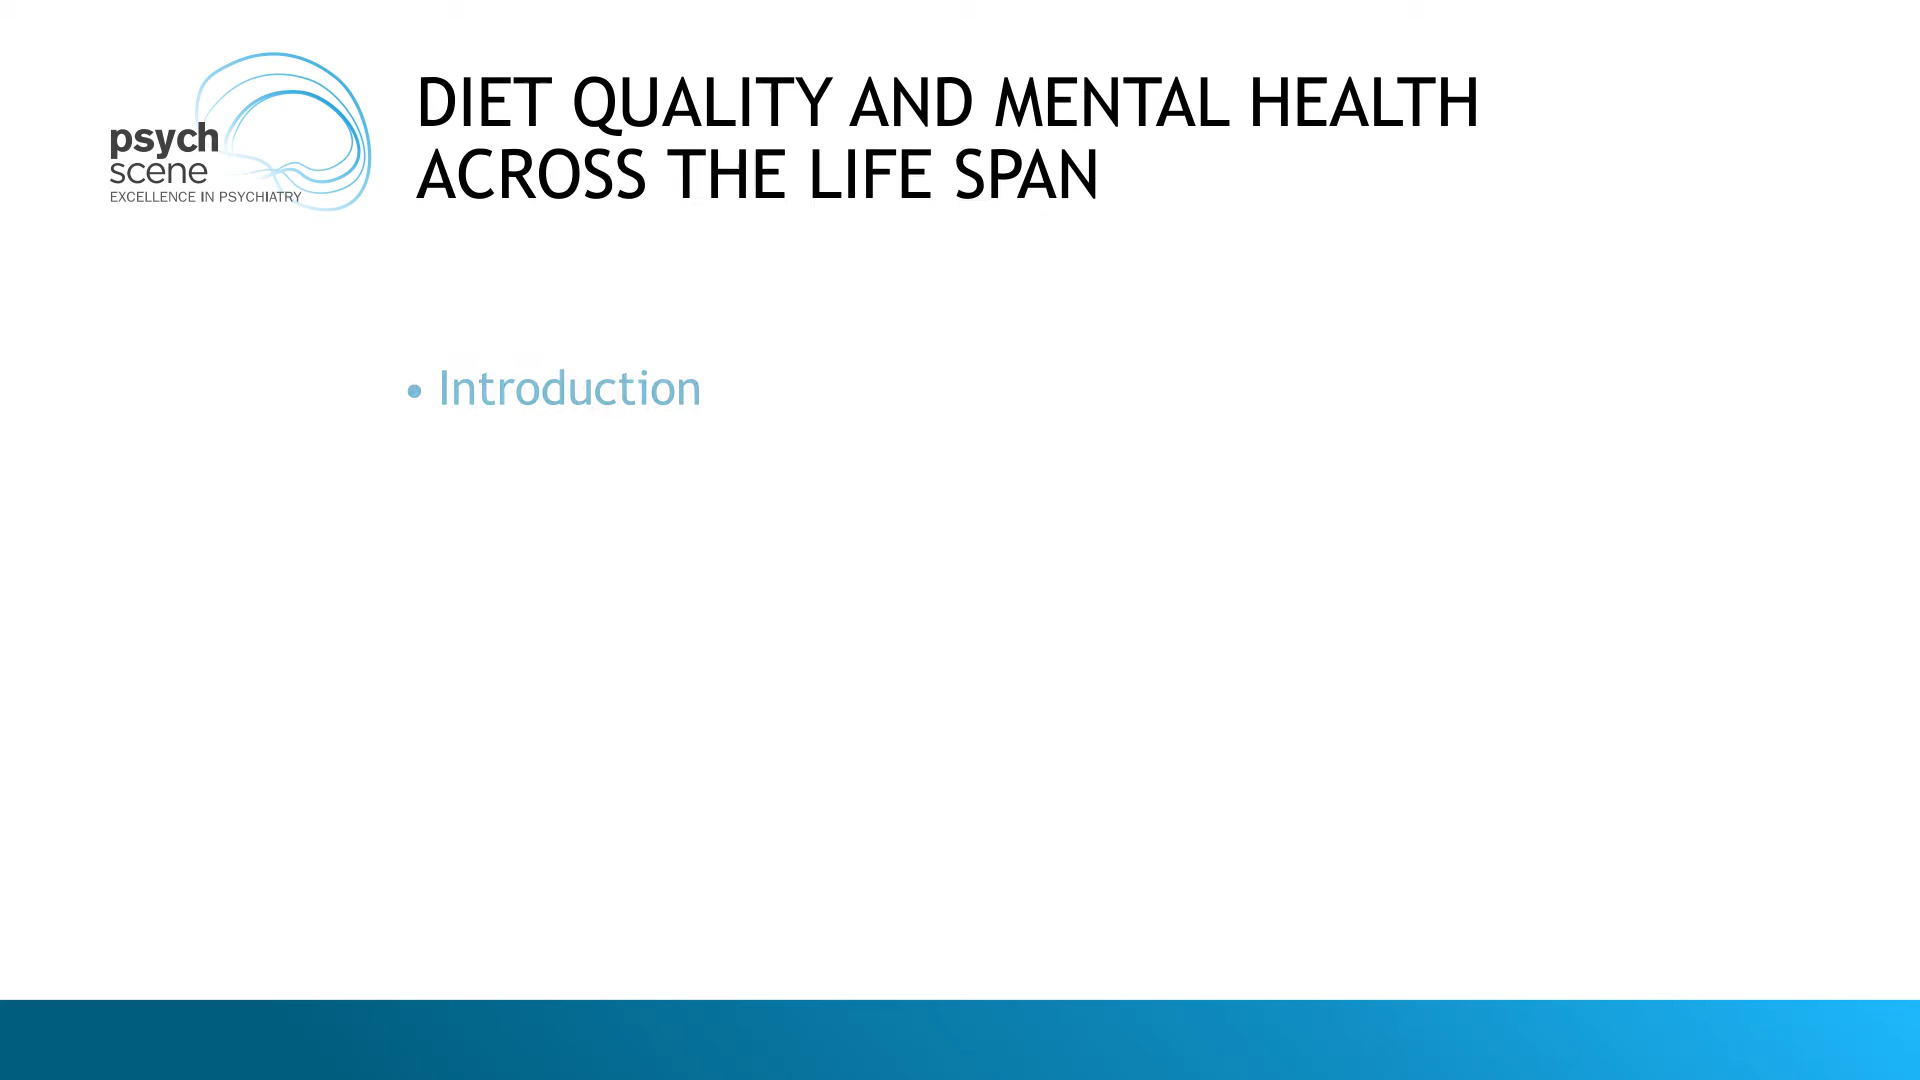 psych
scene
EXCELLENCE IN PSYCHIATRY
DIET QUALITY AND MENTAL HEALTH
ACROSS THE LIFE SPAN
• Introduction